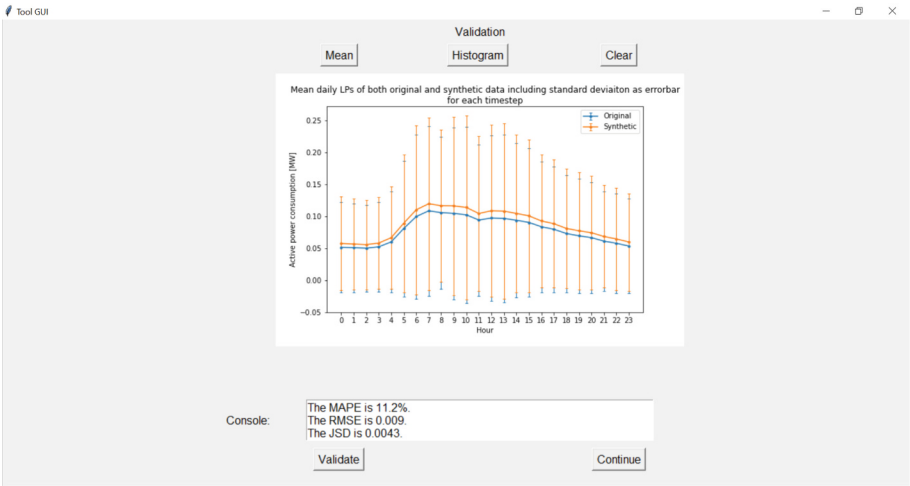 Tool GUI
Validation
Mean
Histogram
Clear
Mean daily LPs of both original and synthetic data including standard deviaiton as errorbar
for each timestep
Original
Synthetic
0.25
0.20
0.15
0.10
0.05
0.00
−0.05
Active power consumption [MW]
0 1 2 3 4 5 6 7 8 9 10 11 12 13 14 15 16 17 18 19 20 21 22 23
Hour
Console:
The MAPE is 11.2%.
The RMSE is 0.009.
The JSD is 0.0043.
Validate
Continue